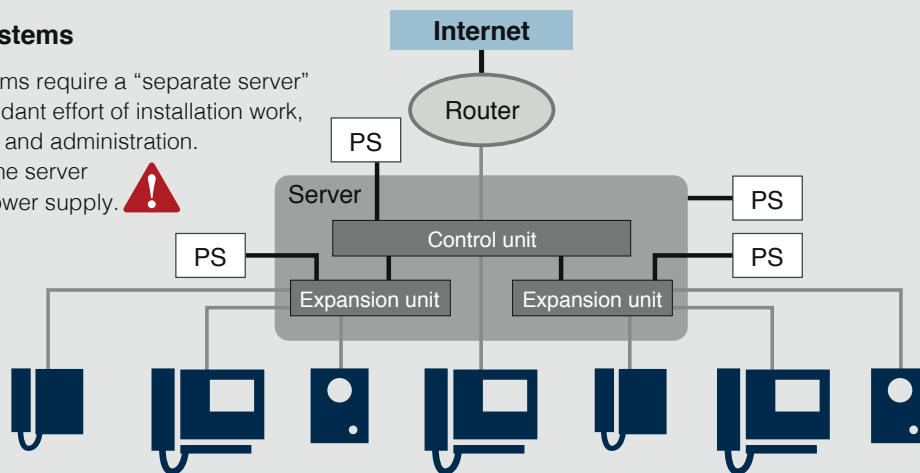 stems
ms require a “separate server”
dant effort of installation work,
and administration.
ne server
ower supply.
Internet
Router
PS
Server
PS
Control unit
PS
PS
Expansion unit
Expansion unit